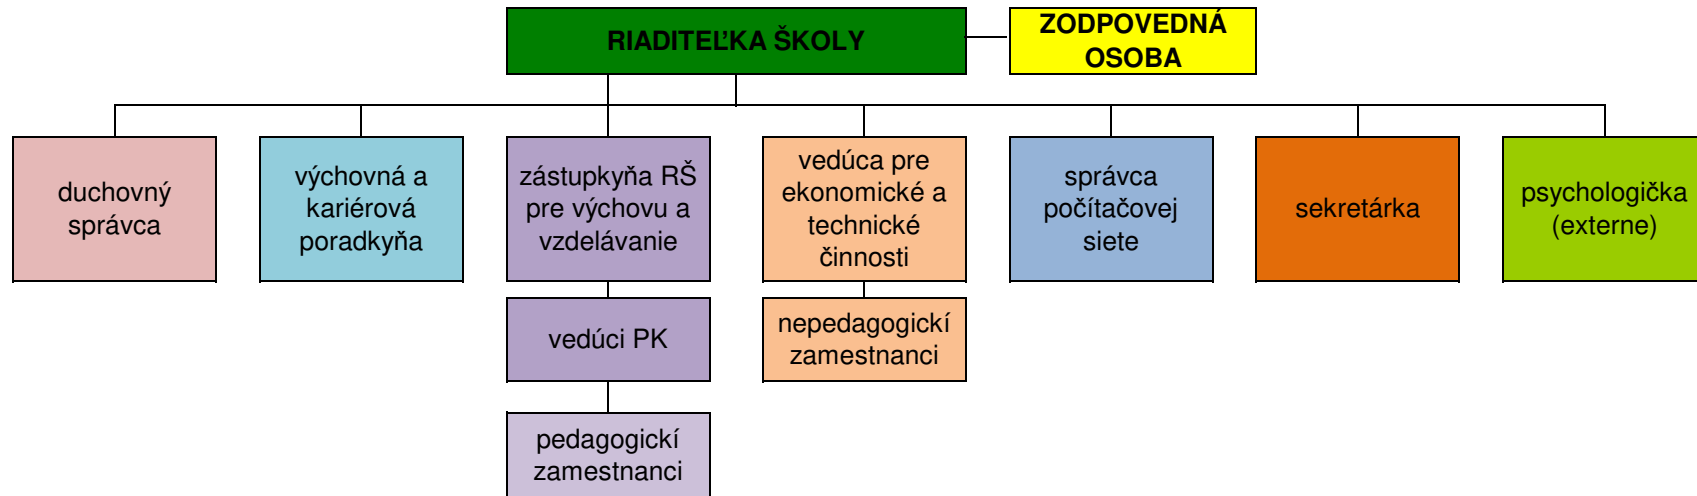 RIADITEĽKA ŠKOLY
ZODPOVEDNÁ
OSOBA
duchovný
správca
výchovná a
kariérová
poradkyňa
zástupkyňa RŠ
pre výchovu a
vzdelávanie
vedúca pre
ekonomické a
technické
činnosti
správca
počítačovej
siete
sekretárka
psychologička
(externe)
vedúci PK
nepedagogickí
zamestnanci
pedagogickí
zamestnanci